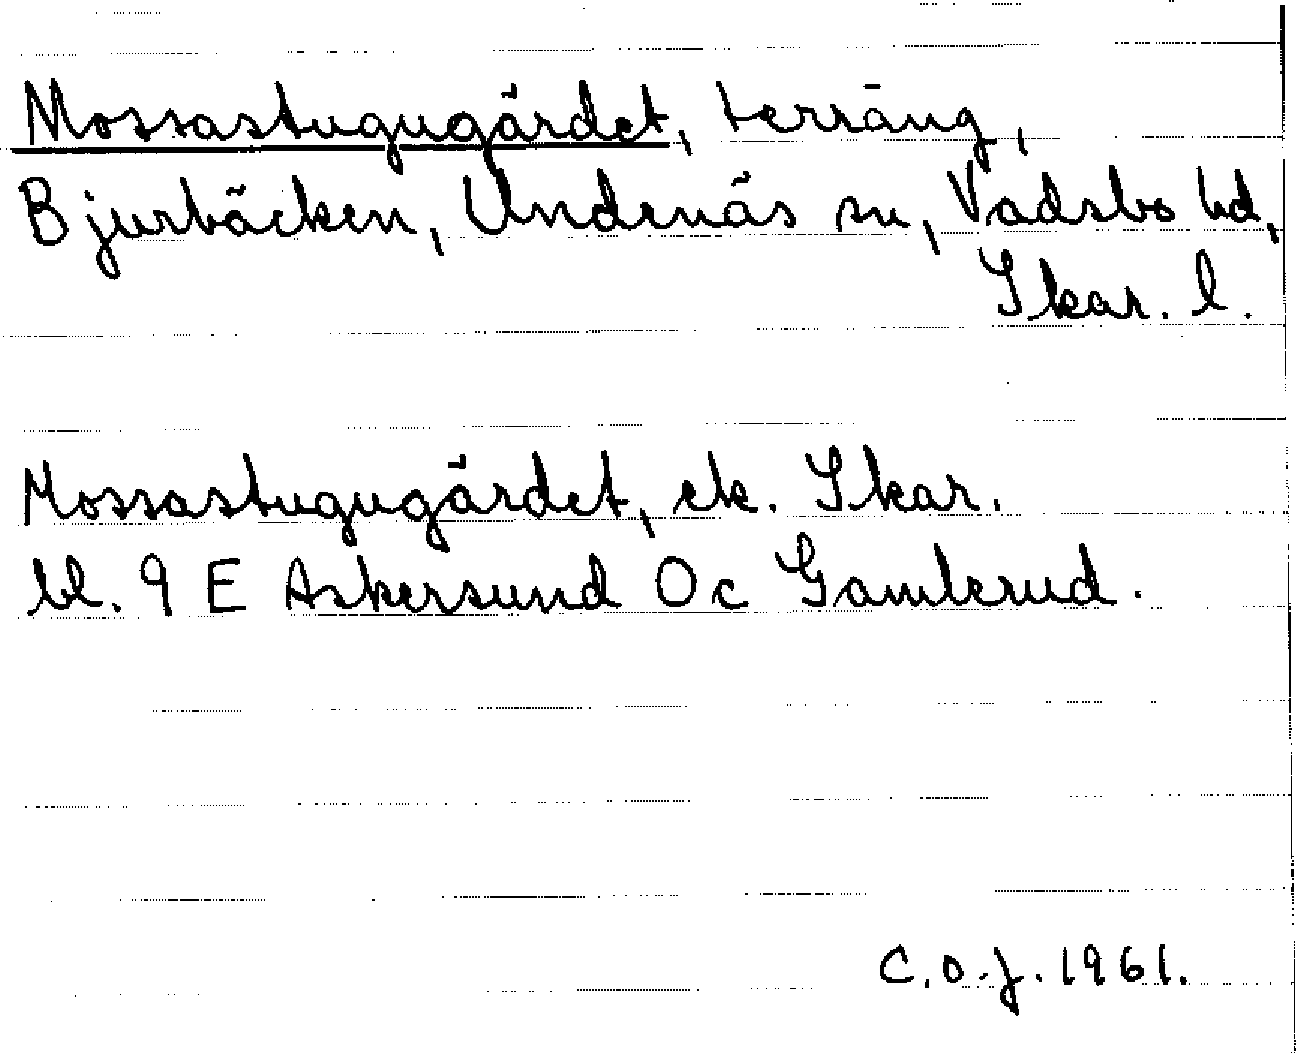 Mossastugugärdet, terräng,
Bjurbäcken, Undenäs sn, Vadsbo hd,
Skar. l.
Mossastugugärdet, ek. Skar.
bl. 9 E Askersund Oc Gamlerud.
C.O.J. 1961.